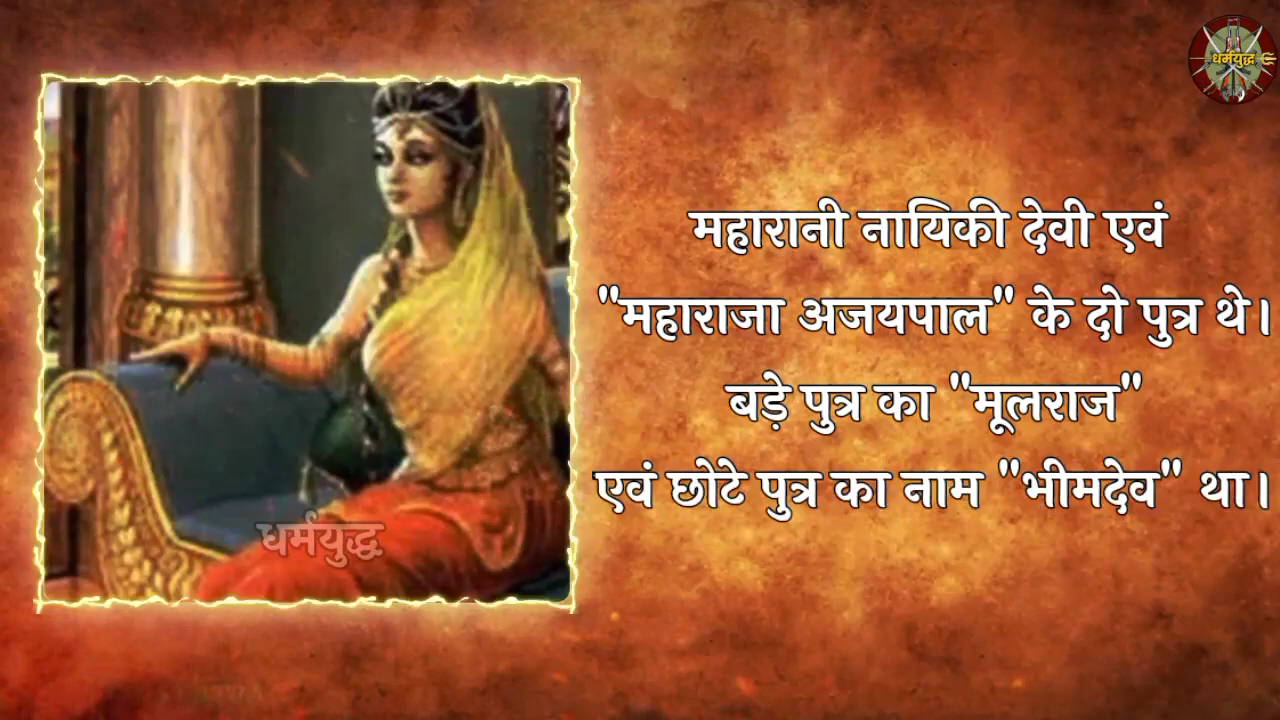 धर्मयुद्ध
महारानी नायिकी देवी एवं
"महाराजा अजयपाल" के दो पुत्र थे।
बड़े पुत्र का "मूलराज"
एवं छोटे पुत्र का नाम "भीमदेव" था।
धर्मयुद्ध